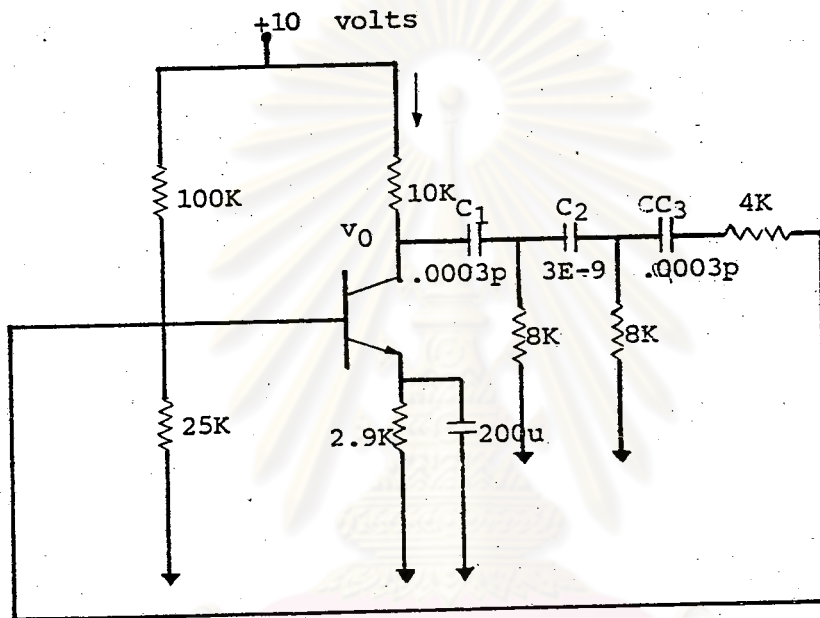 +10 volts
100K
10K
v0
C1
C2
CC3
4K
.0003p
3E-9
.0003p
8K
8K
25K
2.9K
200u